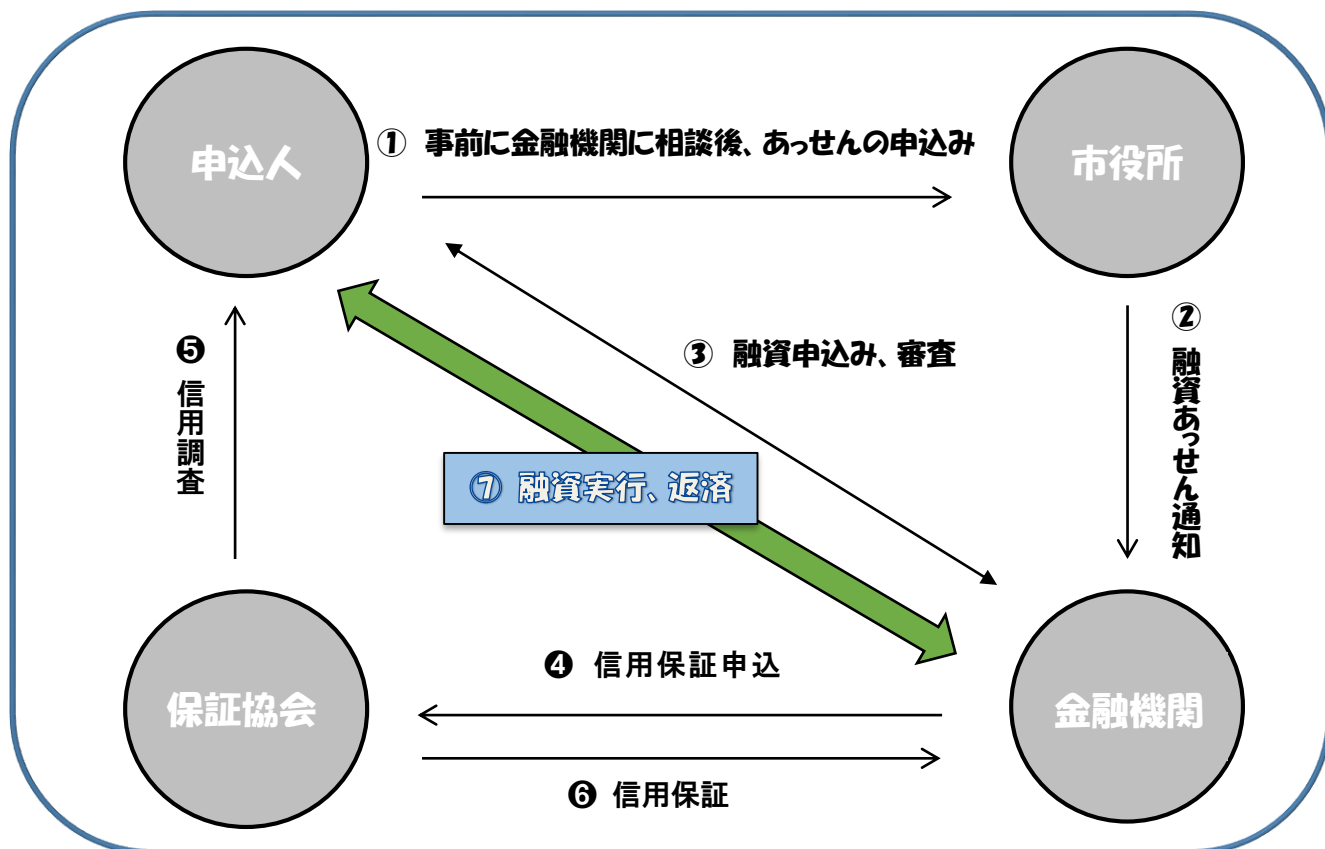 申込人
① 事前に金融機関に相談後、あっせんの申込み
市役所
② 融資あっせん通知
③ 融資申込み、審査
❺ 信用調査
⑦ 融資実行、返済
❹ 信用保証申込
保証協会
金融機関
❻ 信用保証